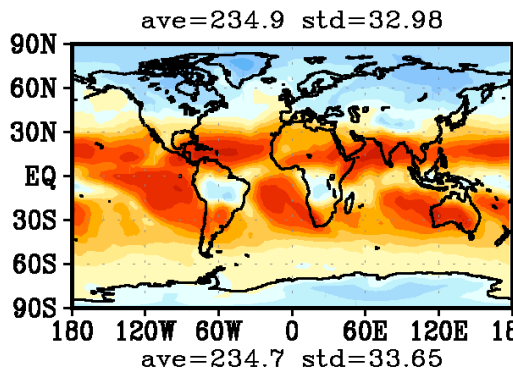 ave=234.9 std=32.98
90N
60N
30N
EQ
30S
60S
90S
180 120W 60W 0 60E 120E 18
ave=234.7 std=33.65